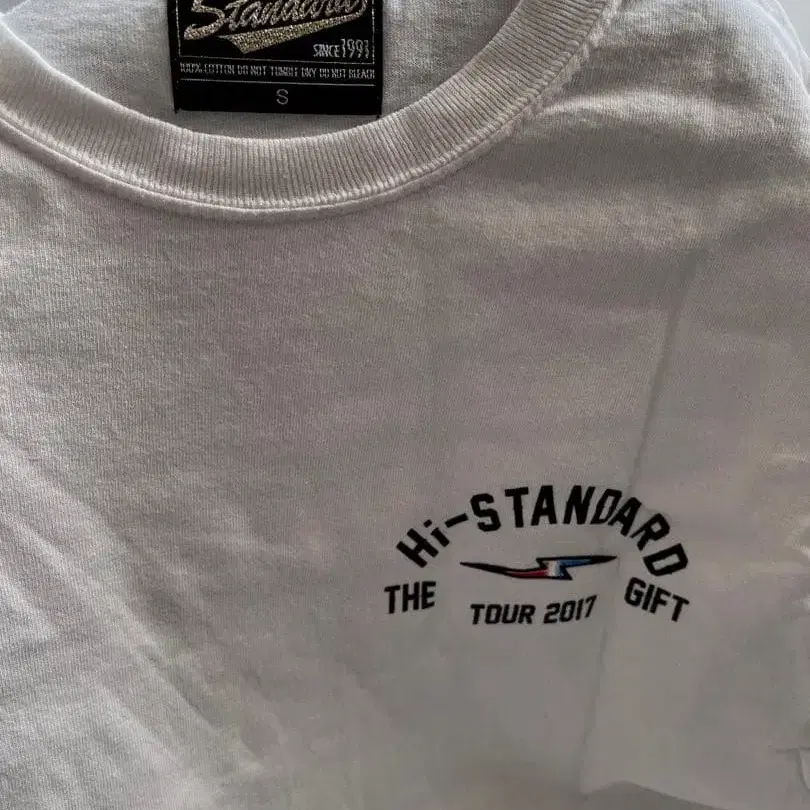 Standard
SINCE 1991
100% COTTON DO NOT TUMBLE DRY DO NOT BLEACH
S
Hi-STANDARD
THE GIFT
TOUR 2017